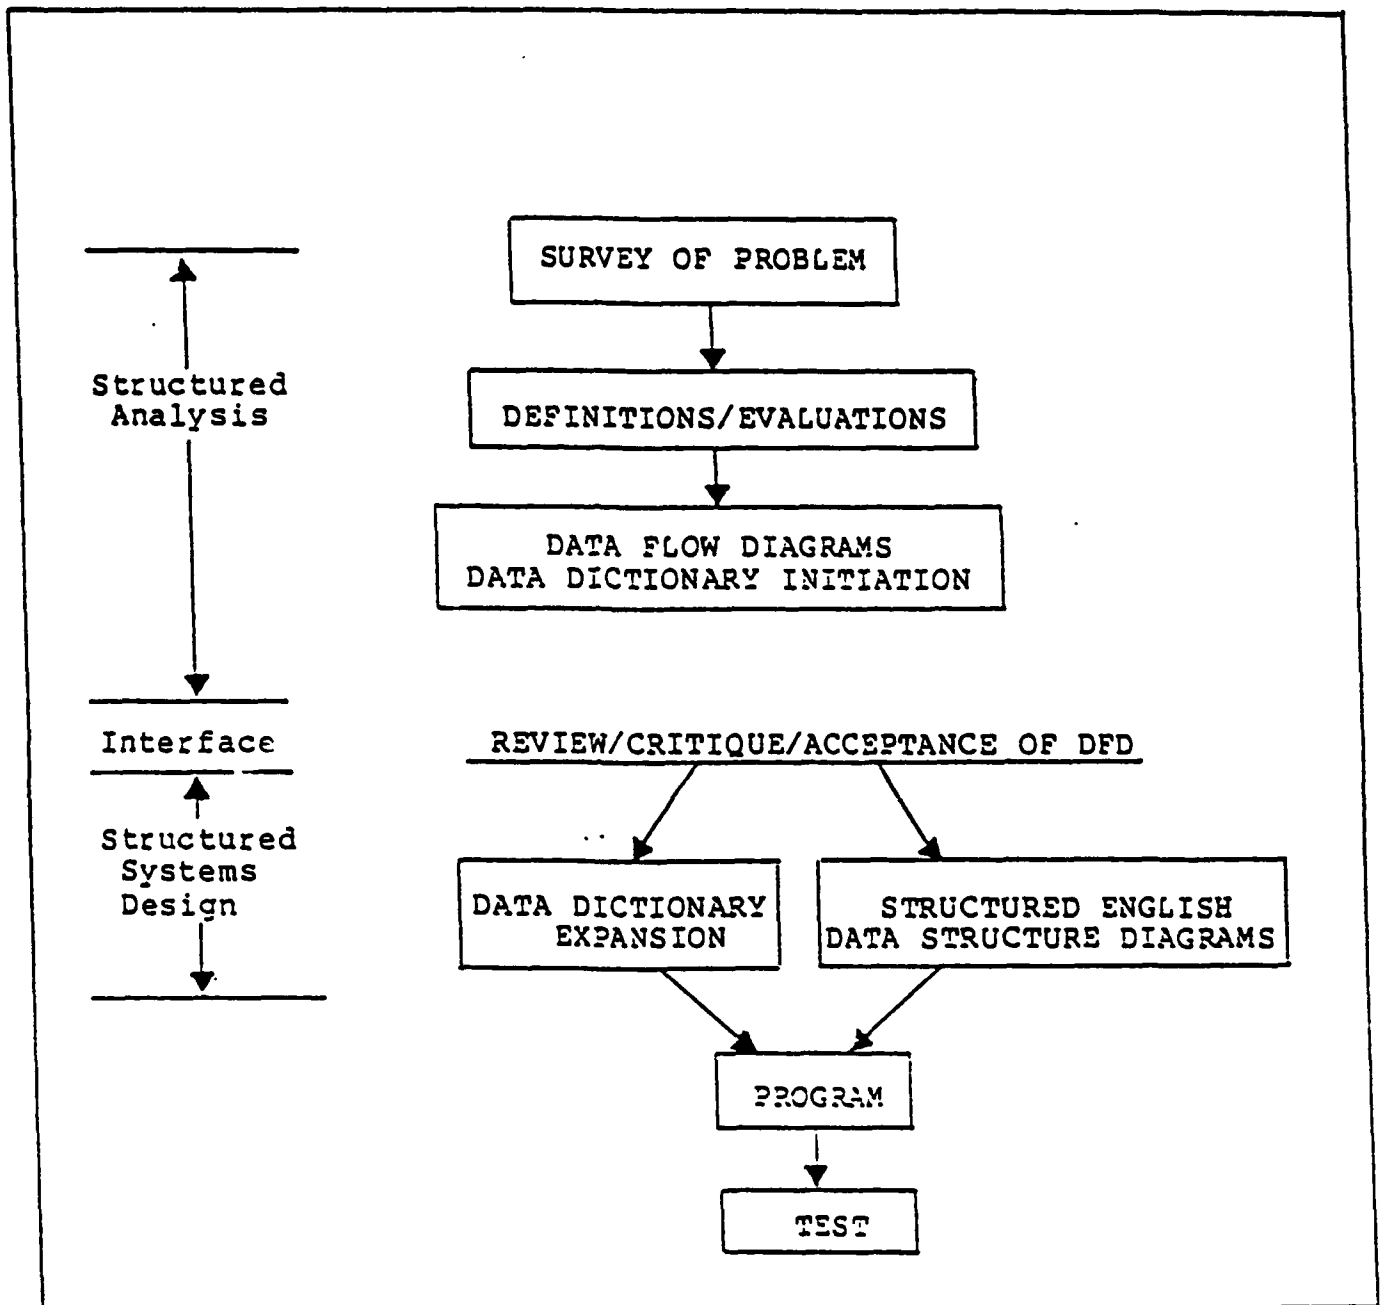 SURVEY OF PROBLEM
Structured
Analysis
DEFINITIONS/EVALUATIONS
DATA FLOW DIAGRAMS
DATA DICTIONARY INITIATION
Interface
REVIEW/CRITIQUE/ACCEPTANCE OF DFD
Structured
Systems
Design
DATA DICTIONARY
EXPANSION
STRUCTURED ENGLISH
DATA STRUCTURE DIAGRAMS
PROGRAM
TEST